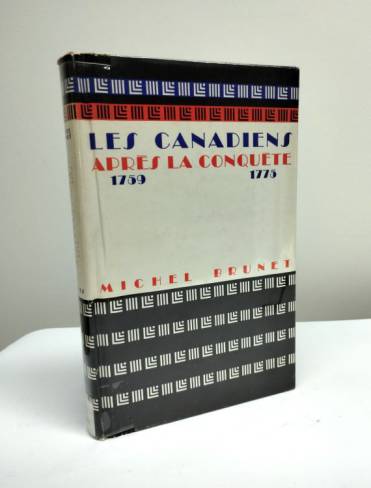 LES CANADIENS
APRÈS LA CONQUÊTE
1759 1775
MICHEL BRUNET